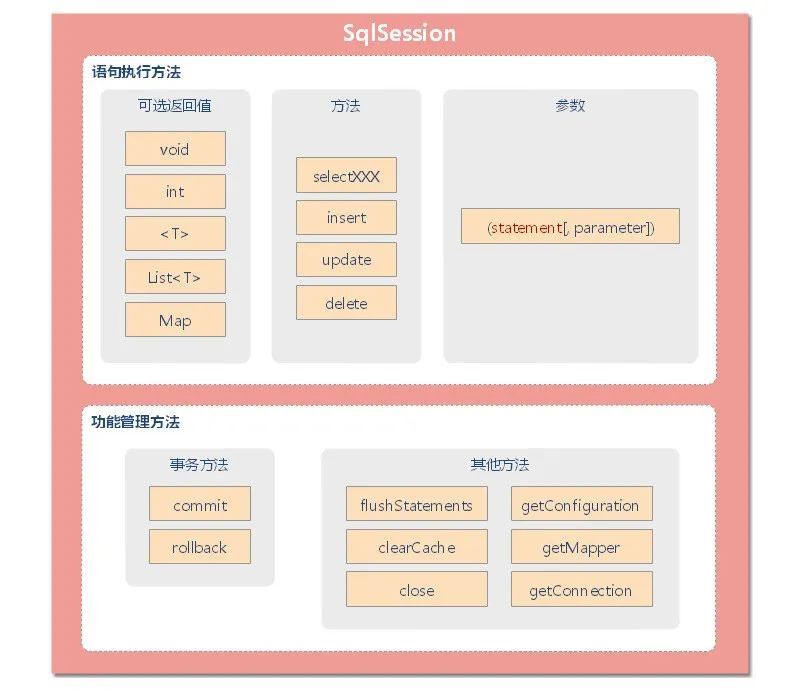 SqlSession
语句执行方法
可选返回值
void
int
<T>
List<T>
Map
方法
selectXXX
insert
update
delete
参数
(statement[, parameter])
功能管理方法
事务方法
commit
rollback
其他方法
flushStatements
getConfiguration
clearCache
getMapper
close
getConnection